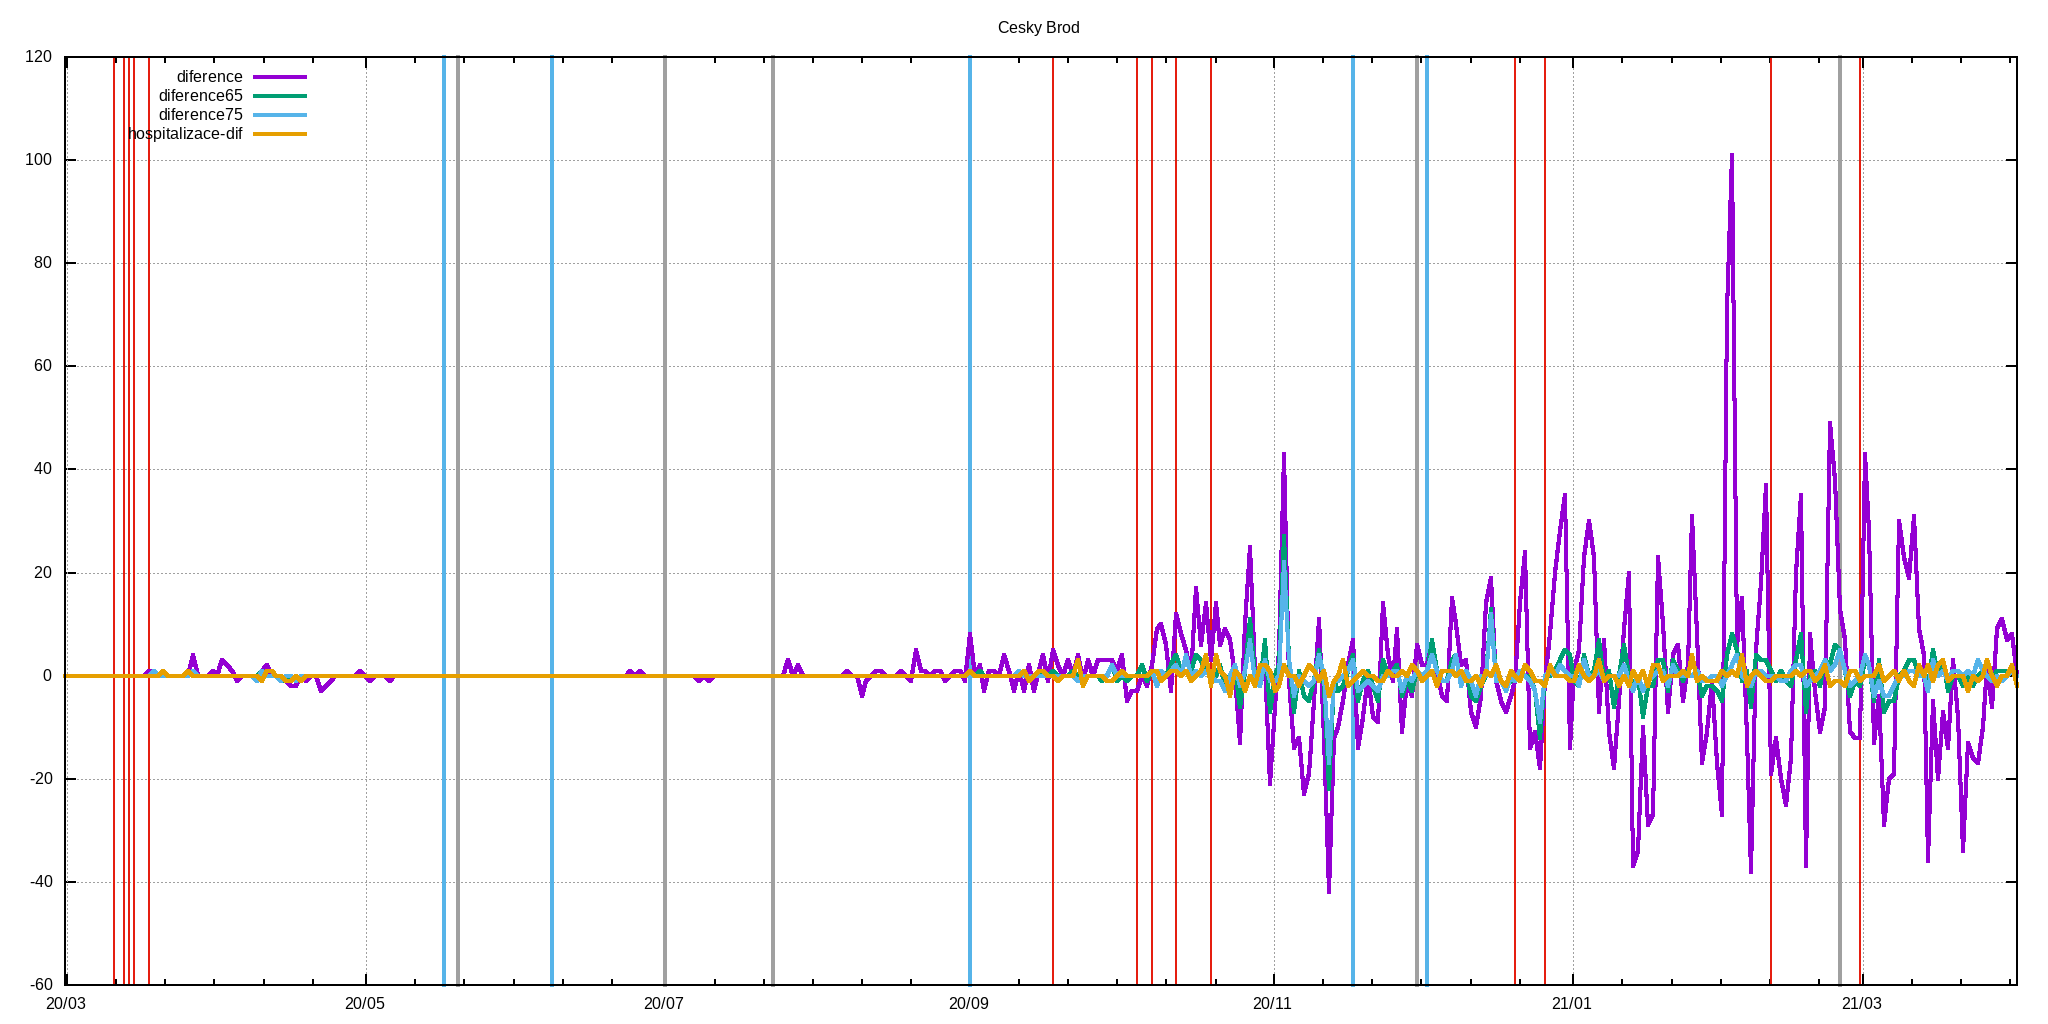 Cesky Brod
120
diference
diference65
diference75
hospitalizace-dif
100
80
60
40
20
0
-20
-40
-60
20/03 20/05 20/07 20/09 20/11 21/01 21/03